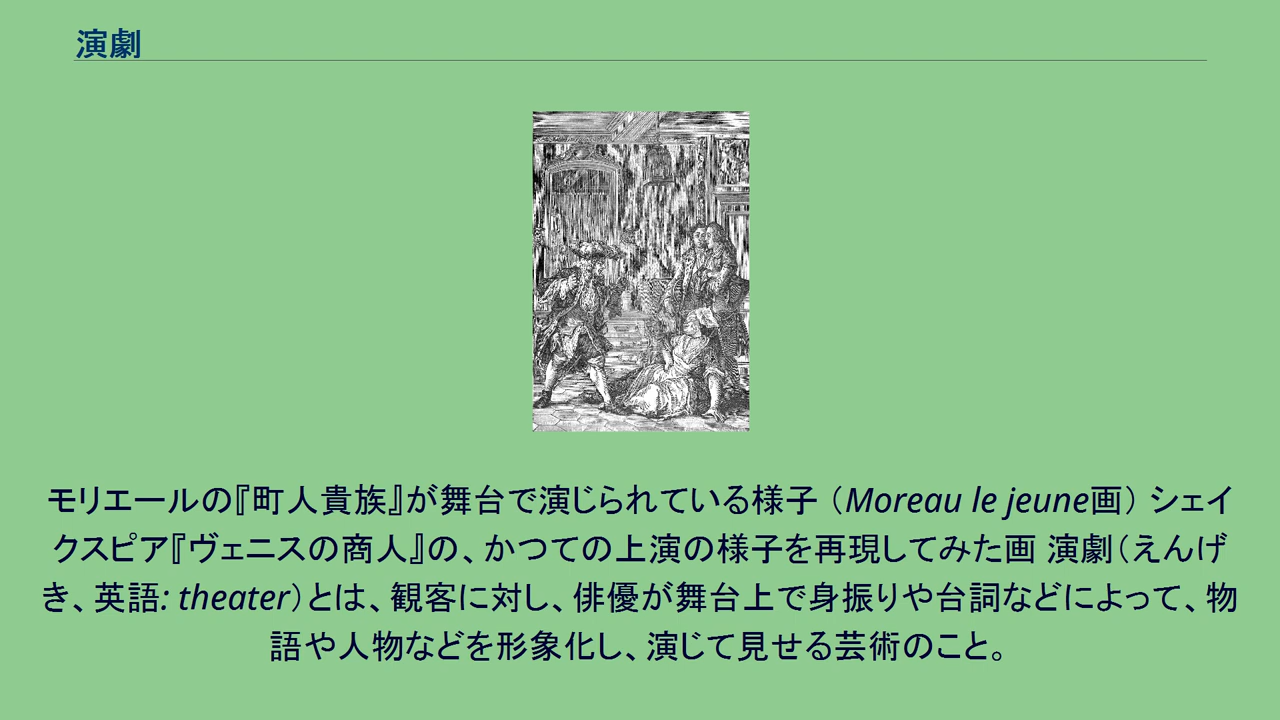 演劇
モリエールの『町人貴族』が舞台で演じられている様子（Moreau le jeune画） シェイ
クスピア『ヴェニスの商人』の、かつての上演の様子を再現してみた画 演劇（えんげ
き、英語: theater）とは、観客に対し、俳優が舞台上で身振りや台詞などによって、物
語や人物などを形象化し、演じて見せる芸術のこと。